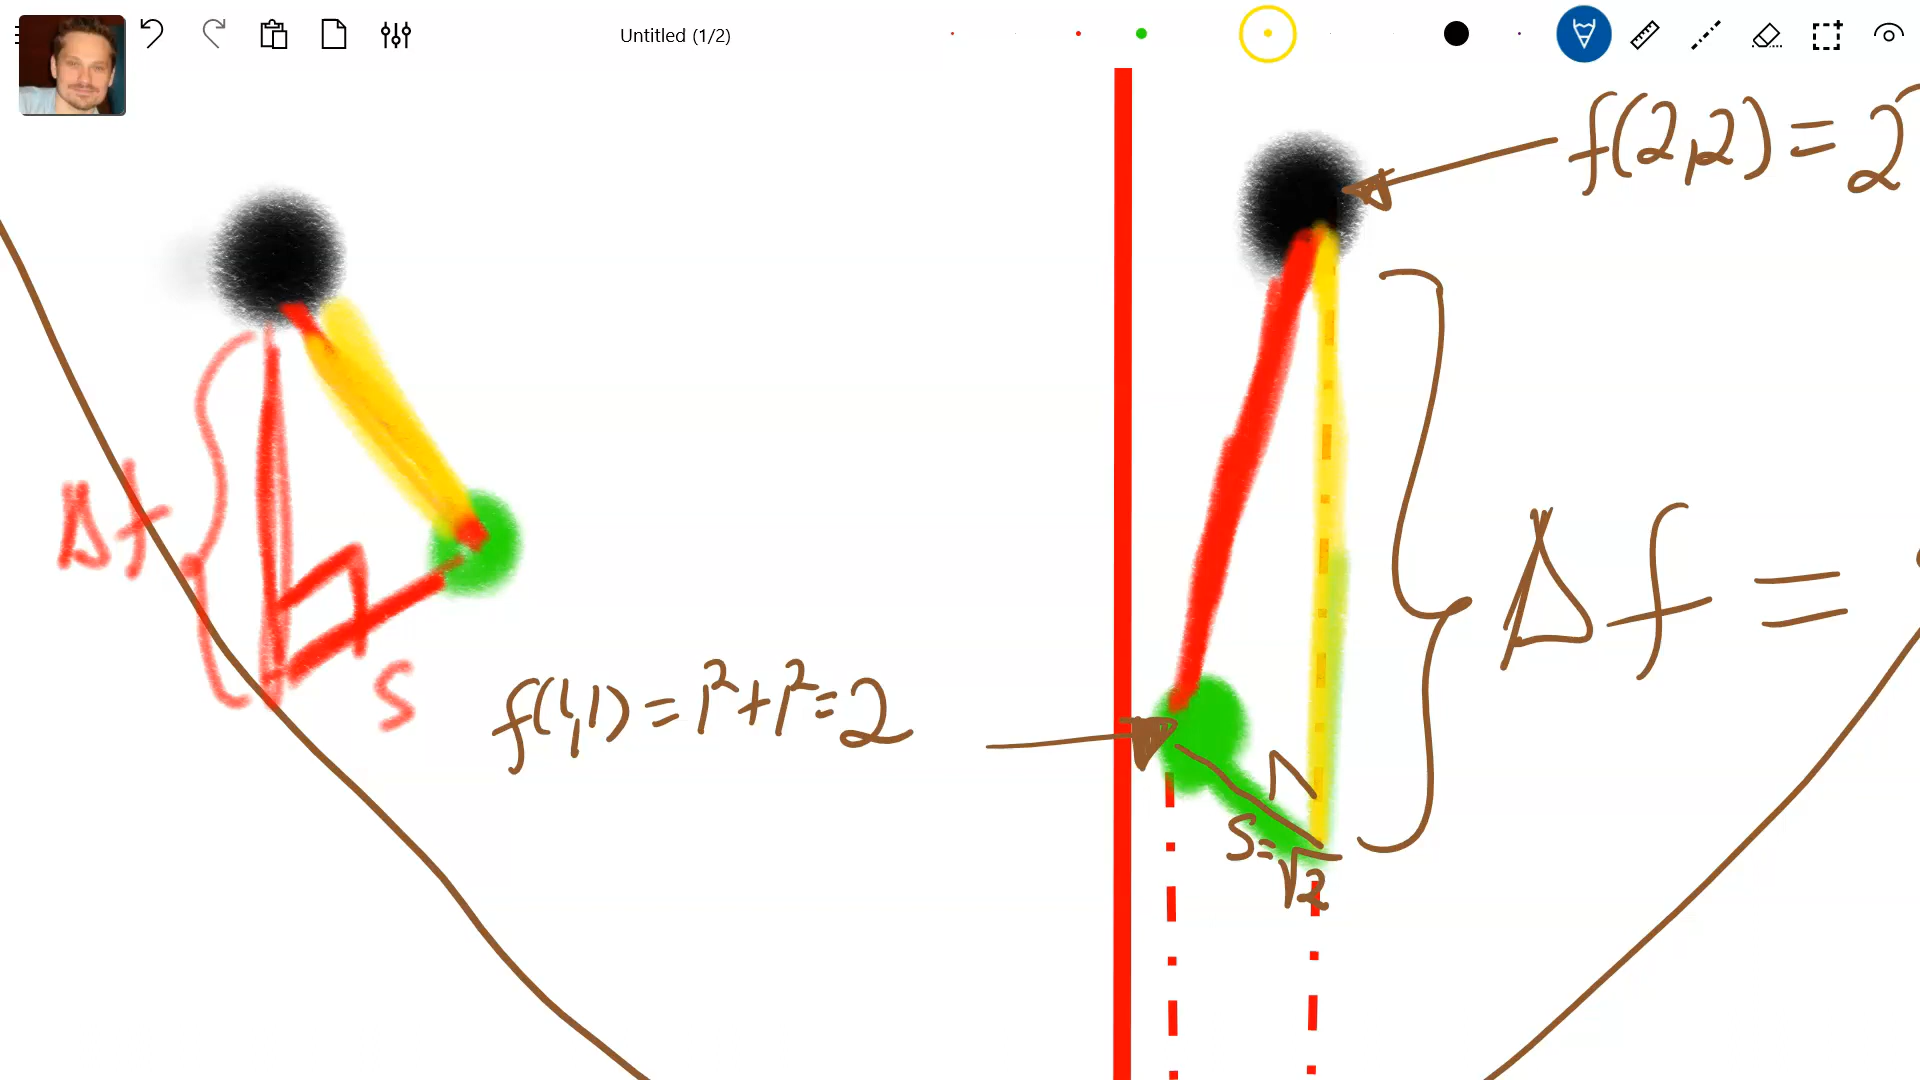 Untitled (1/2)
f(2,2) = 2
Δf
Δf =
S
f(1,1) = 1²+1² = 2
S=√2